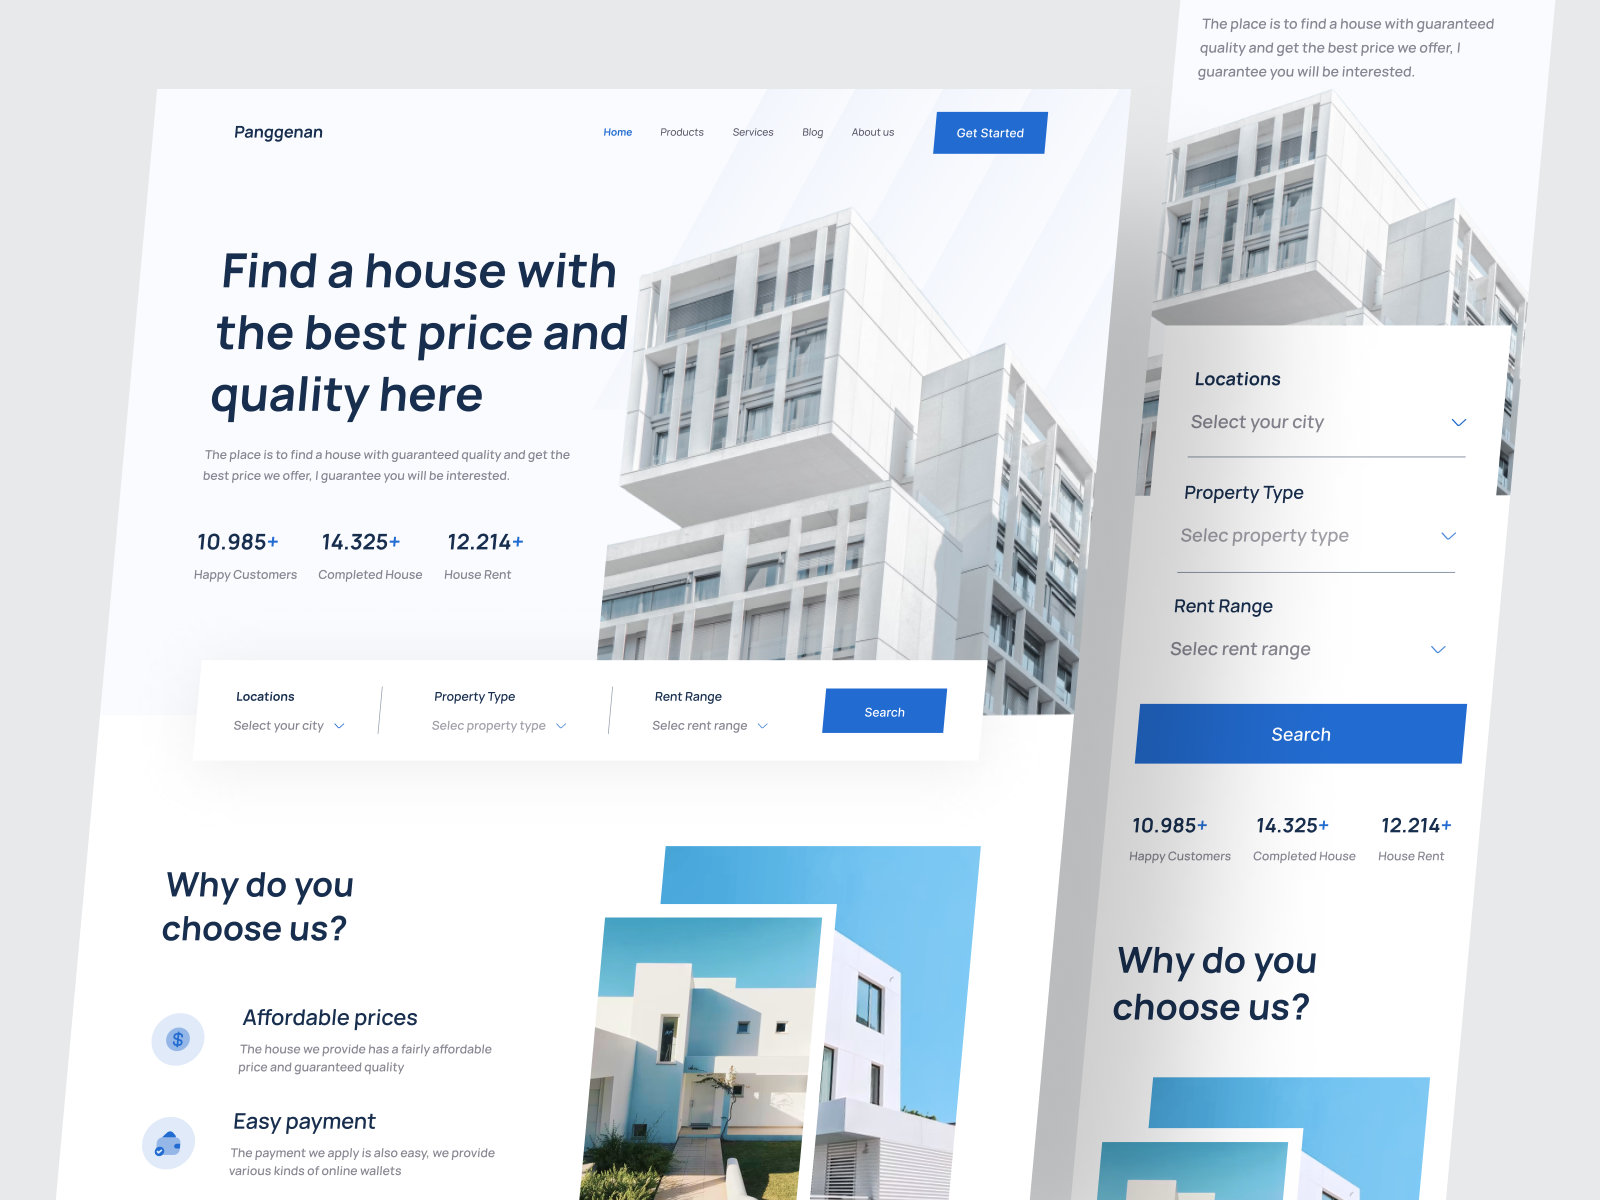 Panggenan
Home
Products
Services
Blog
About us
Get Started
Find a house with
the best price and
quality here
The place is to find a house with guaranteed quality and get the
best price we offer, I guarantee you will be interested.
10.985+
14.325+
12.214+
Happy Customers
Completed House
House Rent
Locations
Property Type
Rent Range
Select your city
Selec property type
Selec rent range
Search
Why do you
choose us?
$
Affordable prices
The house we provide has a fairly affordable
price and guaranteed quality
Easy payment
The payment we apply is also easy, we provide
various kinds of online wallets
The place is to find a house with guaranteed
quality and get the best price we offer, I
guarantee you will be interested.
Locations
Select your city
Property Type
Selec property type
Rent Range
Selec rent range
Search
10.985+
14.325+
12.214+
Happy Customers
Completed House
House Rent
Why do you
choose us?